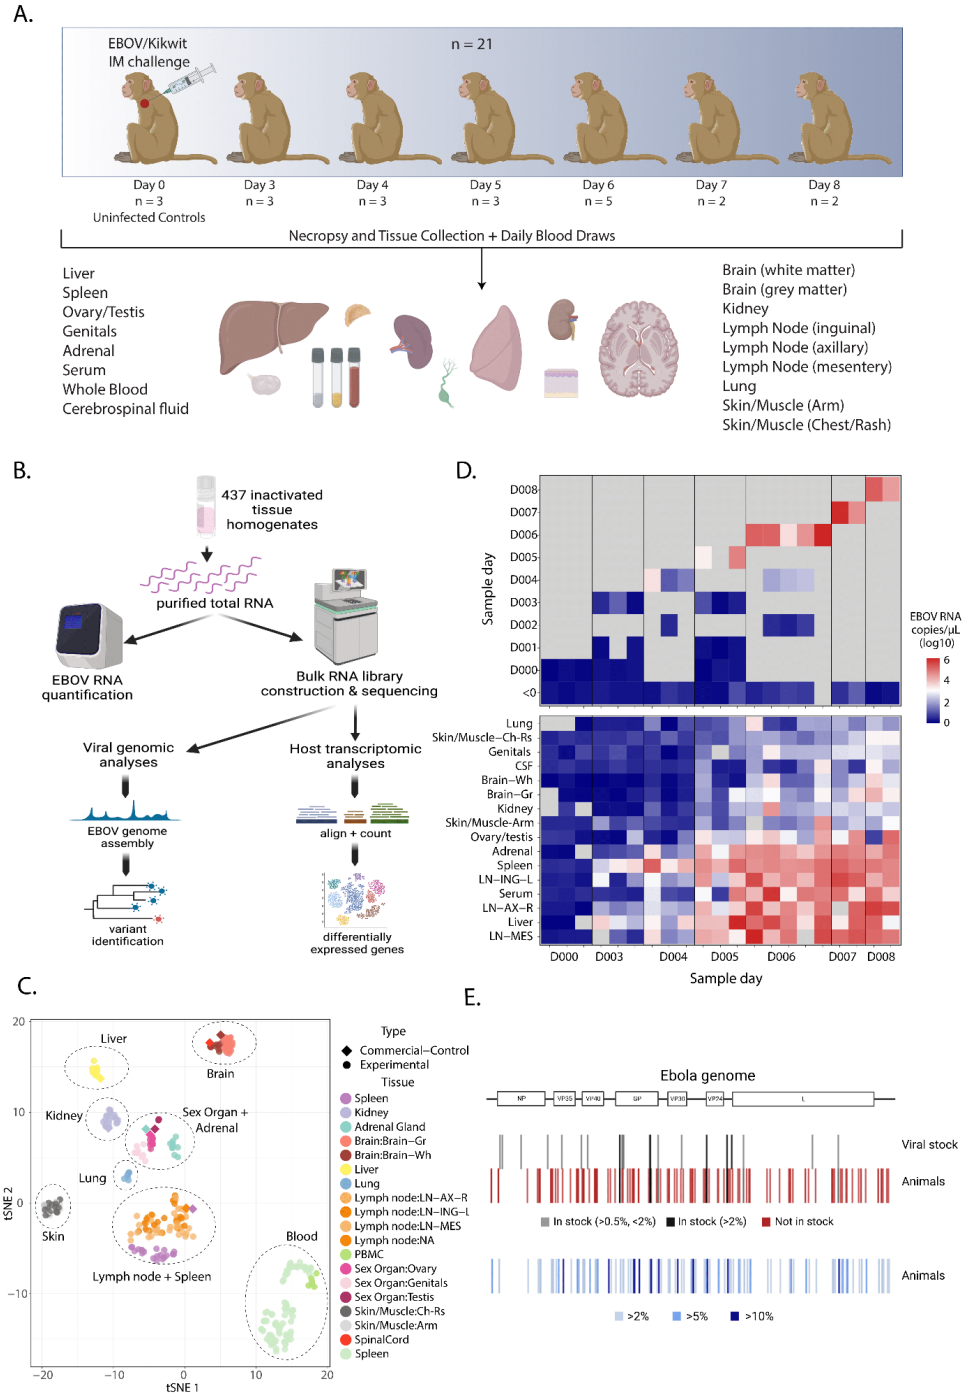 A.
EBOV/Kikwit
IM challenge
n = 21
Day 0
n = 3
Uninfected Controls
Day 3
n = 3
Day 4
n = 3
Day 5
n = 3
Day 6
n = 5
Day 7
n = 2
Day 8
n = 2
Necropsy and Tissue Collection + Daily Blood Draws
Liver
Spleen
Ovary/Testis
Genitals
Adrenal
Serum
Whole Blood
Cerebrospinal fluid
Brain (white matter)
Brain (grey matter)
Kidney
Lymph Node (inguinal)
Lymph Node (axillary)
Lymph Node (mesentery)
Lung
Skin/Muscle (Arm)
Skin/Muscle (Chest/Rash)
B.
437 inactivated
tissue
homogenates
purified total RNA
EBOV RNA
quantification
Bulk RNA library
construction & sequencing
Viral genomic
analyses
Host transcriptomic
analyses
EBOV genome
assembly
align + count
variant
identification
differentially
expressed genes
D.
Sample day
D008
D007
D006
D005
D004
D003
D002
D001
D000
<0
EBOV RNA
copies/µL
(log10)
6
4
2
0
Lung
Skin/Muscle−Ch-Rs
Genitals
CSF
Brain−Wh
Brain−Gr
Kidney
Skin/Muscle-Arm
Ovary/testis
Adrenal
Spleen
LN−ING−L
Serum
LN−AX−R
Liver
LN−MES
D000
D003
D004
D005
D006
D007
D008
Sample day
C.
20
10
0
−10
−20
−10
0
10
20
tSNE 2
tSNE 1
Liver
Brain
Kidney
Sex Organ +
Adrenal
Lung
Skin
Lymph node + Spleen
Blood
Type
Commercial−Control
Experimental
Tissue
Spleen
Kidney
Adrenal Gland
Brain:Brain−Gr
Brain:Brain−Wh
Liver
Lung
Lymph node:LN−AX−R
Lymph node:LN−ING−L
Lymph node:LN−MES
Lymph node:NA
PBMC
Sex Organ:Ovary
Sex Organ:Genitals
Sex Organ:Testis
Skin/Muscle:Ch-Rs
Skin/Muscle:Arm
SpinalCord
Spleen
E.
Ebola genome
NP
VP35
VP40
GP
VP30
VP24
L
Viral stock
Animals
In stock (>0.5%, <2%)
In stock (>2%)
Not in stock
Animals
>2%
>5%
>10%